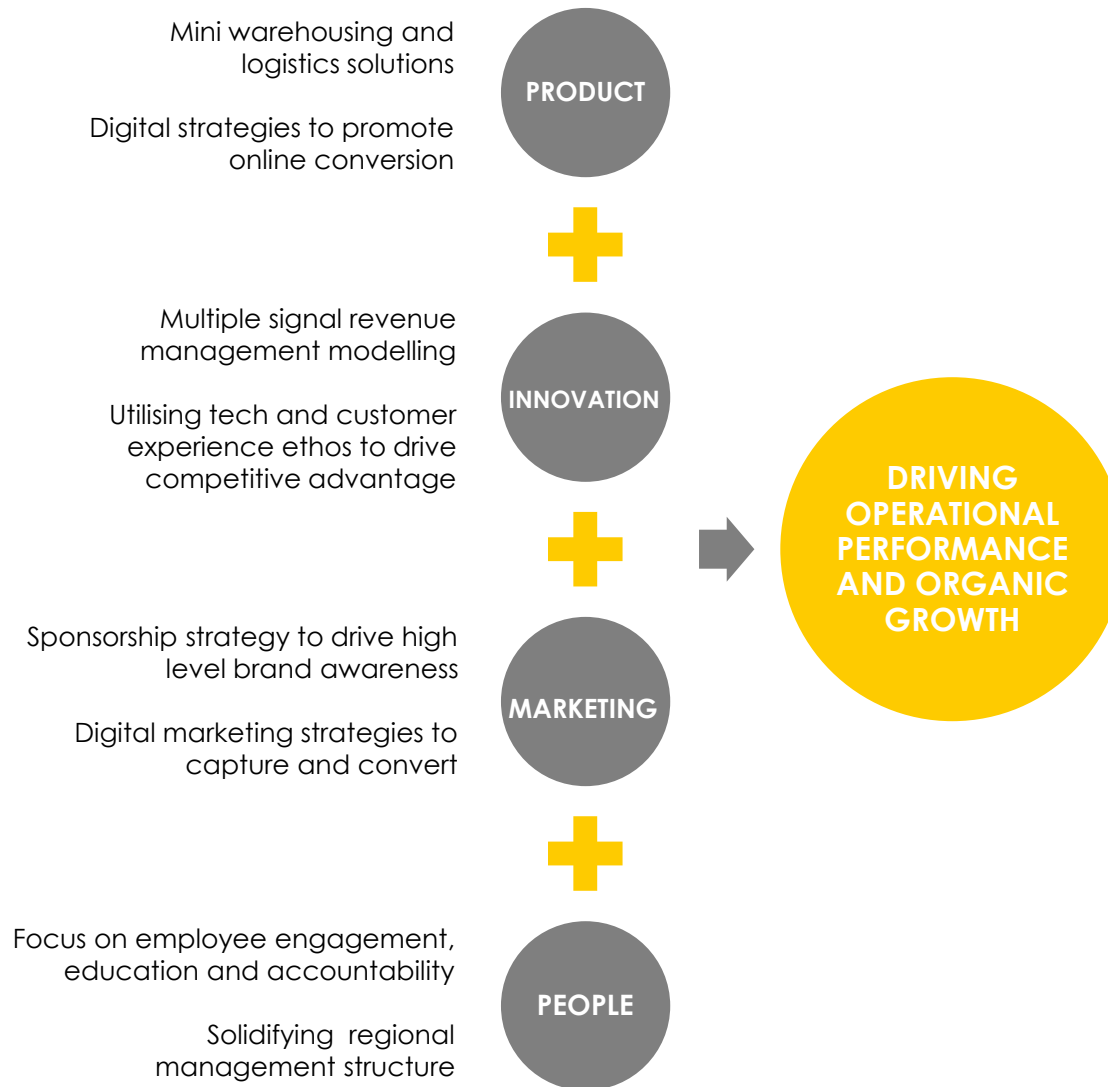 Mini warehousing and
logistics solutions
Digital strategies to promote
online conversion
PRODUCT
Multiple signal revenue
management modelling
Utilising tech and customer
experience ethos to drive
competitive advantage
INNOVATION
Sponsorship strategy to drive high
level brand awareness
Digital marketing strategies to
capture and convert
MARKETING
Focus on employee engagement,
education and accountability
Solidifying  regional
management structure
PEOPLE
DRIVING
OPERATIONAL
PERFORMANCE
AND ORGANIC
GROWTH